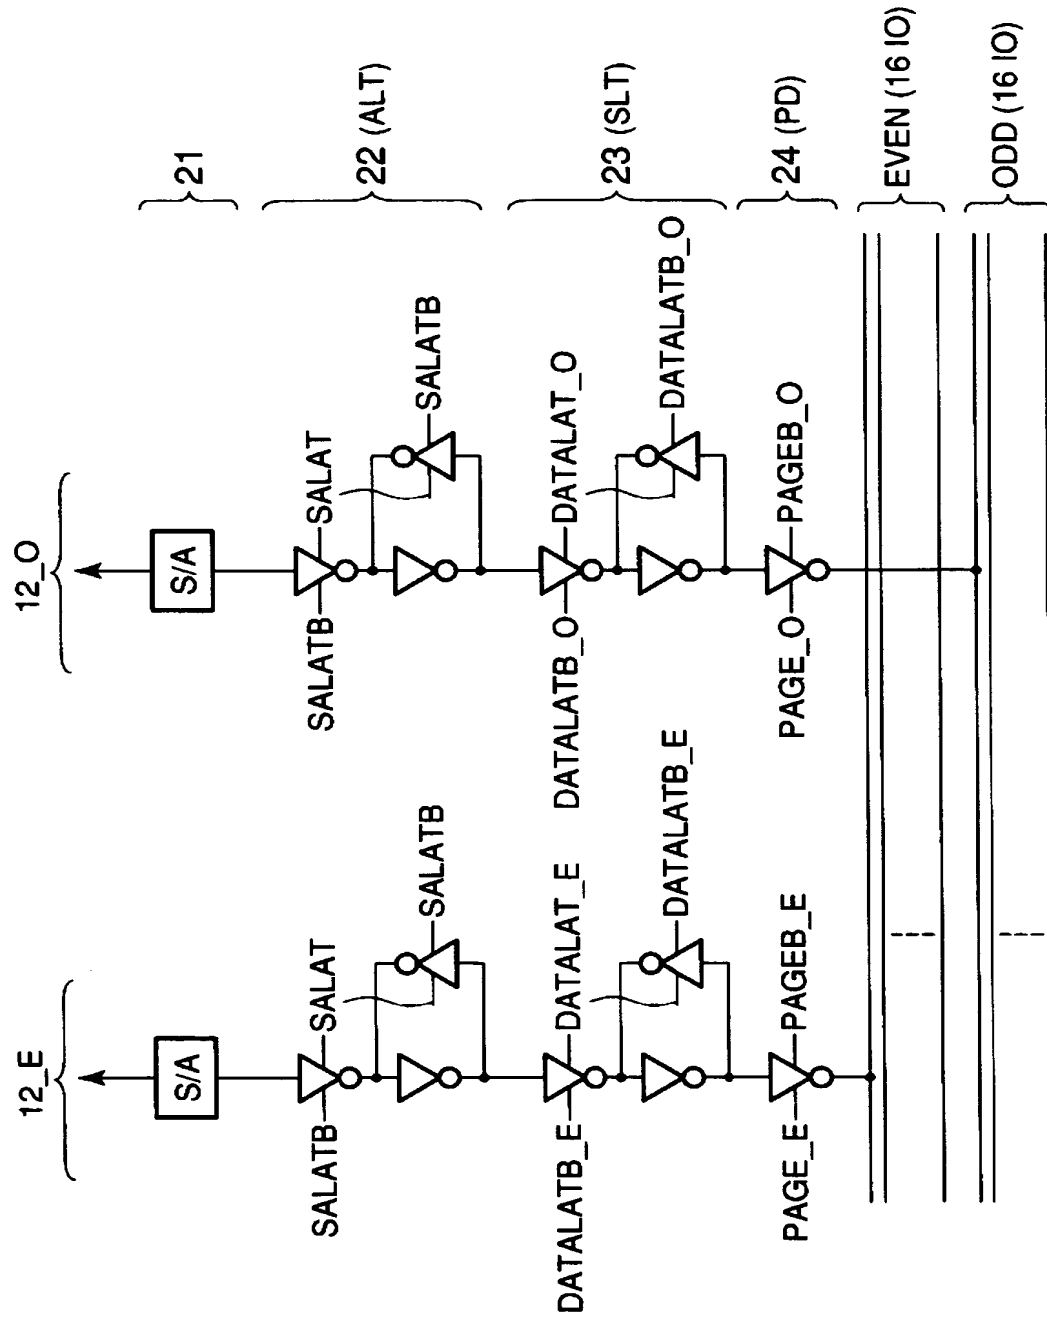 12_E
12_O
S/A
S/A
21
SALATB
SALAT
SALATB
SALATB
SALAT
SALATB
22 (ALT)
DATALATB_E
DATALAT_E
DATALATB_E
DATALATB_O
DATALAT_O
DATALATB_O
23 (SLT)
PAGE_E
PAGEB_E
PAGE_O
PAGEB_O
24 (PD)
EVEN (16 IO)
ODD (16 IO)